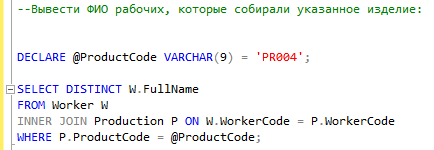 --Вывести ФИО рабочих, которые собирали указанное изделие:
DECLARE @ProductCode VARCHAR(9) = 'PR004';
SELECT DISTINCT W.FullName
FROM Worker W
INNER JOIN Production P ON W.WorkerCode = P.WorkerCode
WHERE P.ProductCode = @ProductCode;